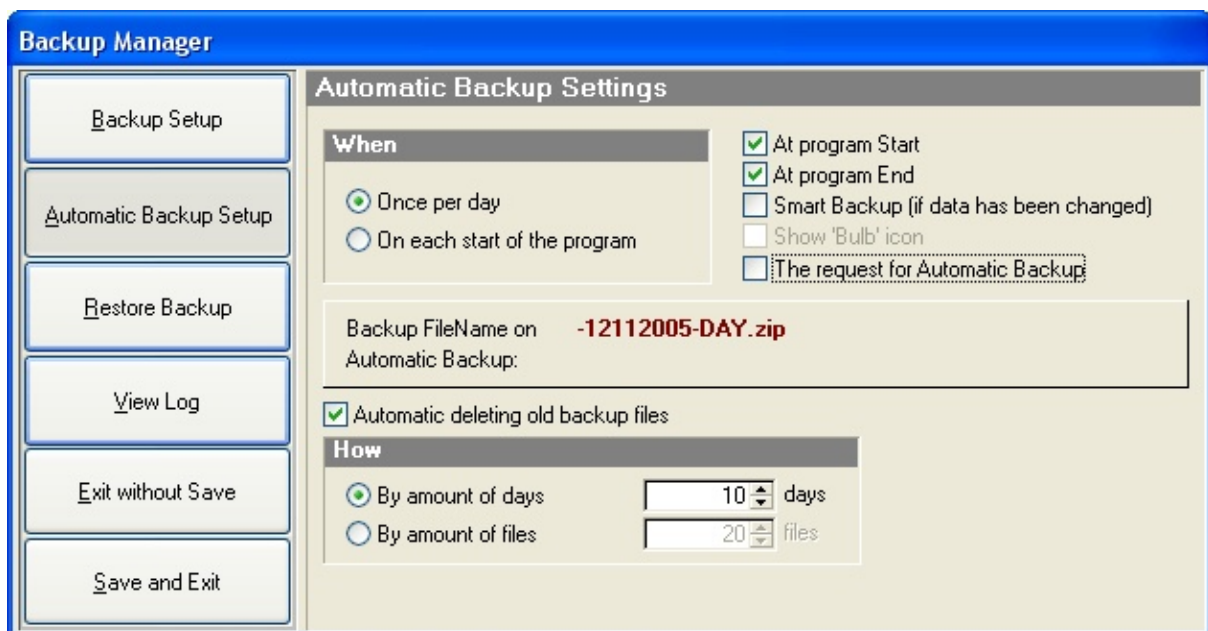 Backup Manager
Backup Setup
Automatic Backup Setup
Restore Backup
View Log
Exit without Save
Save and Exit
Automatic Backup Settings
When
Once per day
On each start of the program
At program Start
At program End
Smart Backup (if data has been changed)
Show 'Bulb' icon
The request for Automatic Backup
Backup FileName on -12112005-DAY.zip
Automatic Backup:
Automatic deleting old backup files
How
By amount of days 10 days
By amount of files 20 files